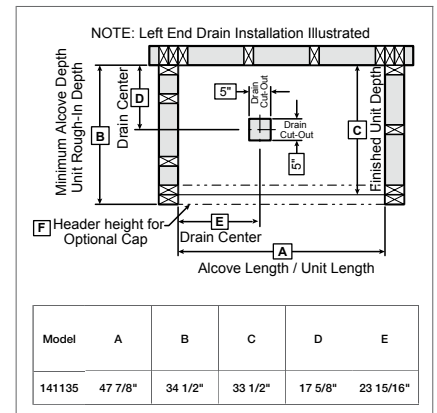 NOTE: Left End Drain Installation Illustrated
Minimum Alcove Depth
Unit Rough-In Depth
B
Drain Center
D
5"
Drain
Cut-Out
Drain
Cut-Out
5"
C
Finished Unit Depth
F Header height for
Optional Cap
E
Drain Center
A
Alcove Length / Unit Length
Model A B C D E
141135 47 7/8" 34 1/2" 33 1/2" 17 5/8" 23 15/16"